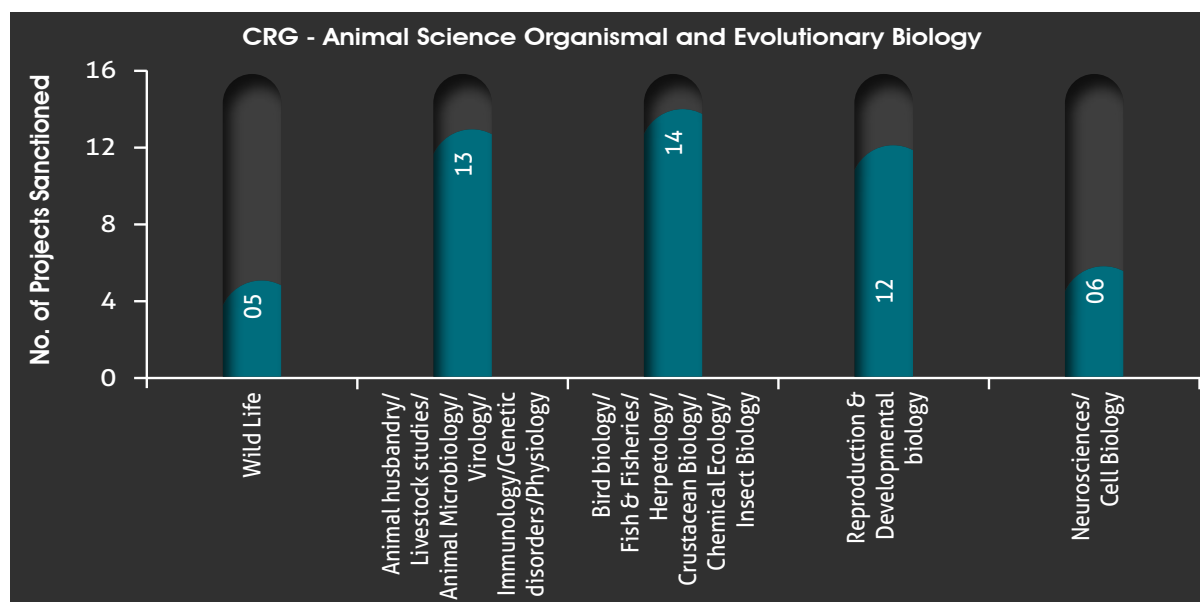 CRG - Animal Science Organismal and Evolutionary Biology
No. of Projects Sanctioned
16
12
8
4
0
05
13
14
12
06
Wild Life
Animal husbandry/
Livestock studies/
Animal Microbiology/
Virology/
Immunology/Genetic
disorders/Physiology
Bird biology/
Fish & Fisheries/
Herpetology/
Crustacean Biology/
Chemical Ecology/
Insect Biology
Reproduction &
Developmental
biology
Neurosciences/
Cell Biology